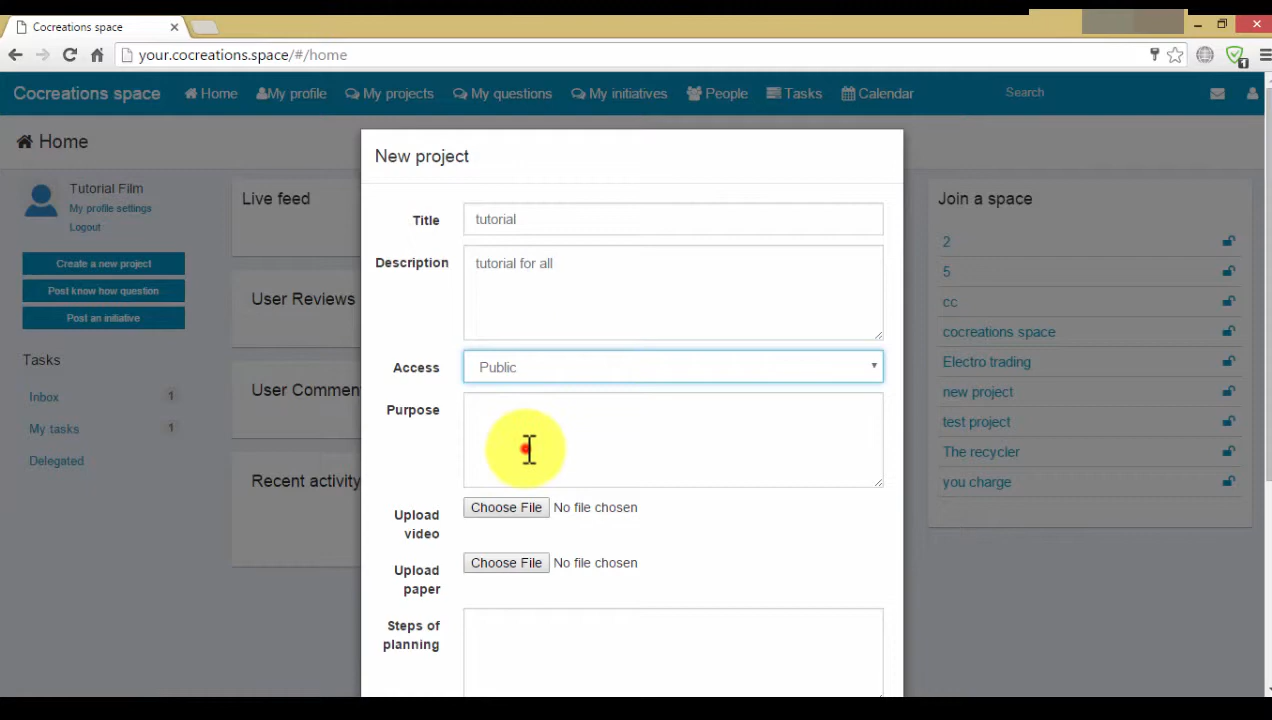 Cocreations space
your.cocreations.space/#/home
1
Cocreations space Home My profile My projects My questions My initiatives People Tasks Calendar Search
Home
Tutorial Film
My profile settings
Logout
Create a new project
Post know how question
Post an initiative
Tasks
Inbox 1
My tasks 1
Delegated
Live feed
User Reviews
User Commen
Recent activity
New project
Title tutorial
Description tutorial for all
Access Public
Purpose
Upload video Choose File No file chosen
Upload paper Choose File No file chosen
Steps of planning
Join a space
2
5
cc
cocreations space
Electro trading
new project
test project
The recycler
you charge